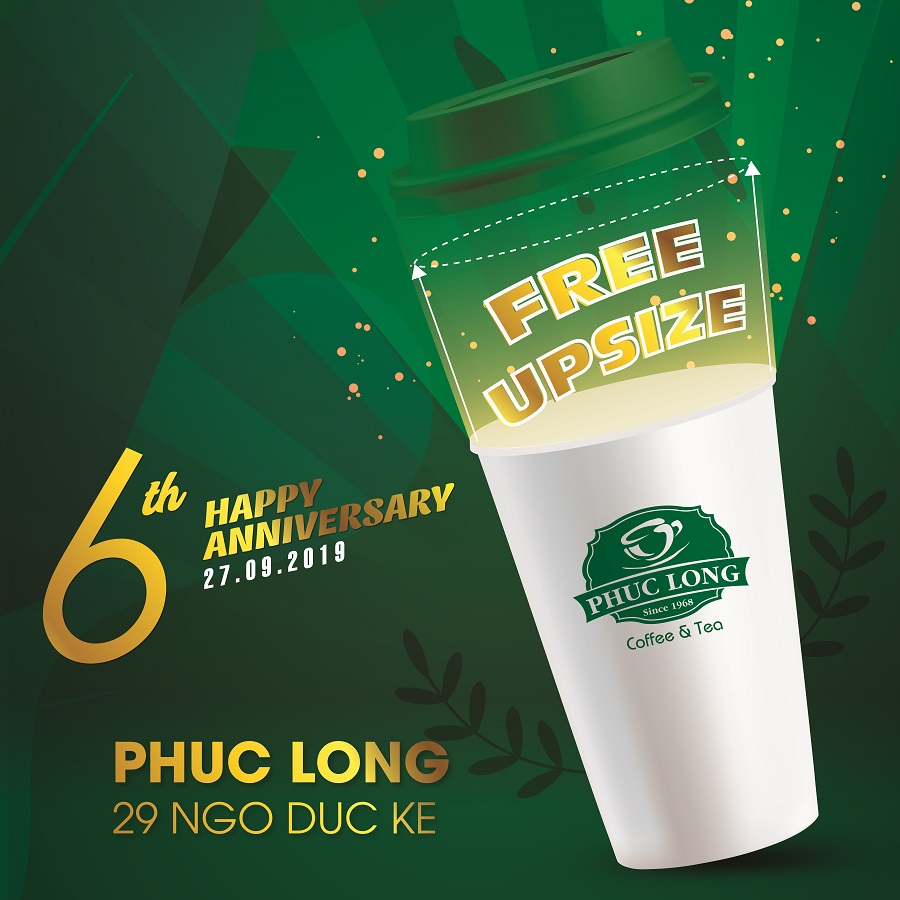 FREE
UPSIZE
6th
HAPPY
ANNIVERSARY
27.09.2019
PHUC LONG
Since 1968
Coffee & Tea
PHUC LONG
29 NGO DUC KE